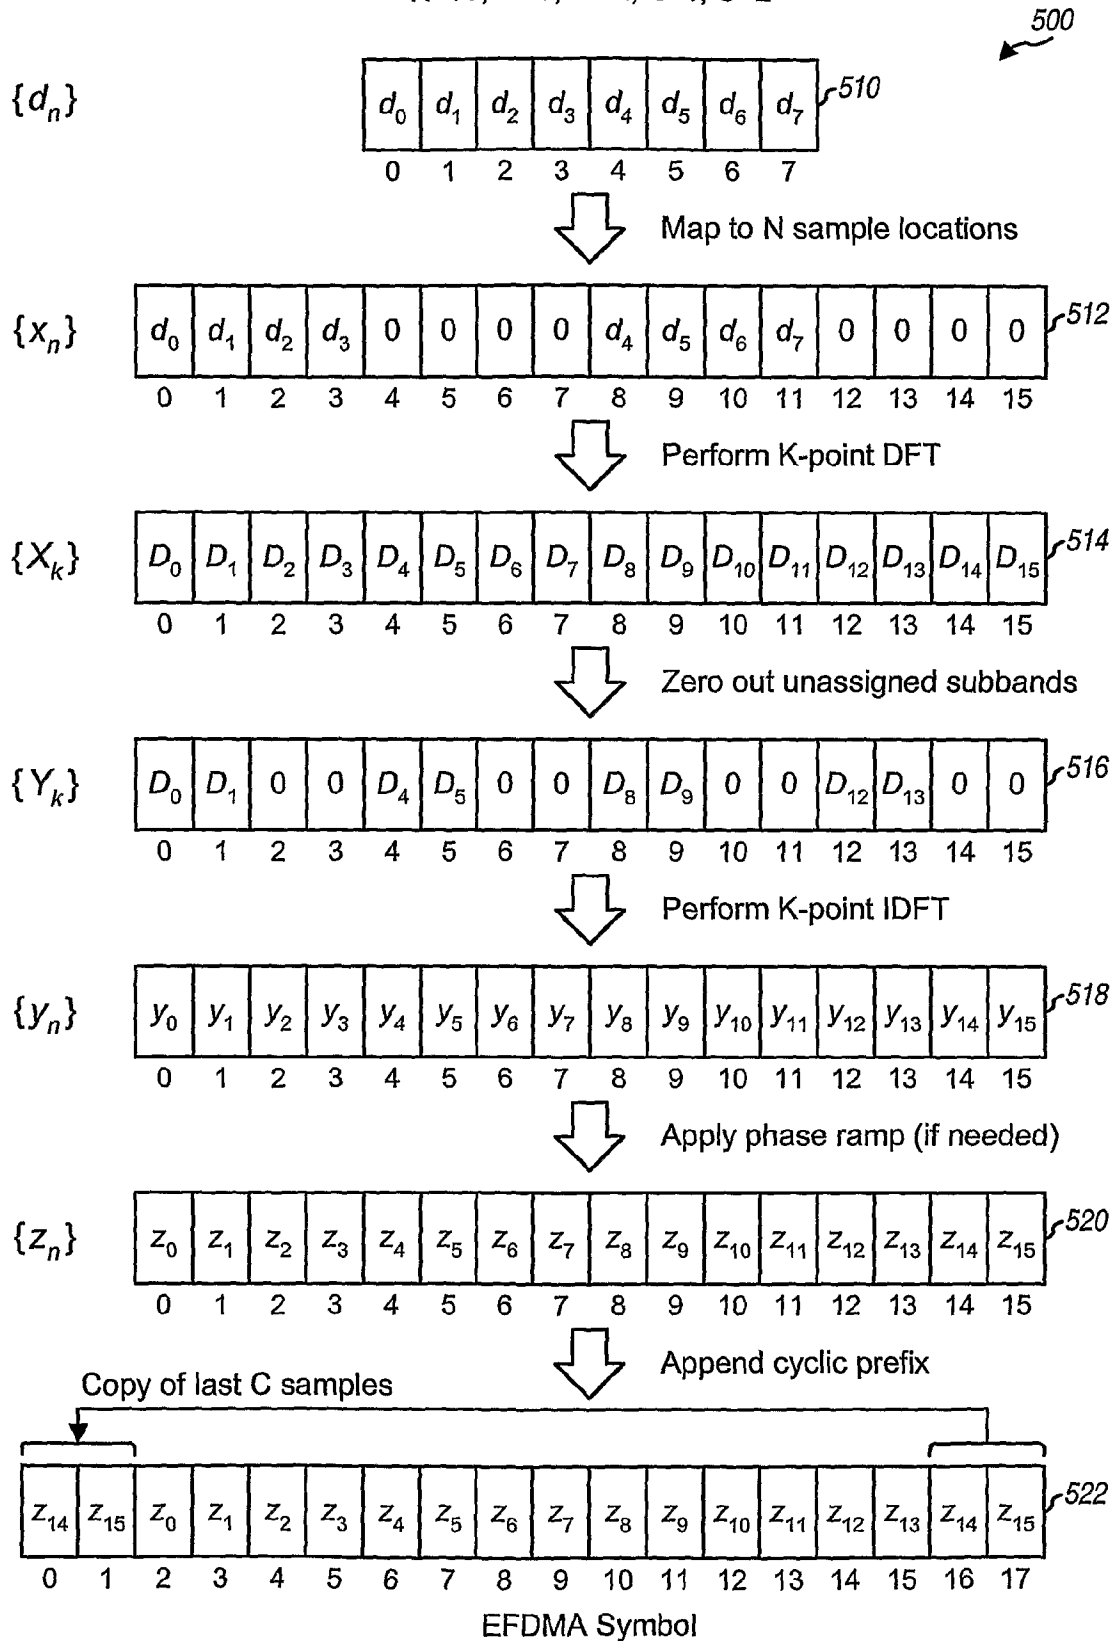 500
{dₙ} d₀ d₁ d₂ d₃ d₄ d₅ d₆ d₇ 510
0 1 2 3 4 5 6 7
Map to N sample locations
{xₙ} d₀ d₁ d₂ d₃ 0 0 0 0 d₄ d₅ d₆ d₇ 0 0 0 0 512
0 1 2 3 4 5 6 7 8 9 10 11 12 13 14 15
Perform K-point DFT
{Xₖ} D₀ D₁ D₂ D₃ D₄ D₅ D₆ D₇ D₈ D₉ D₁₀ D₁₁ D₁₂ D₁₃ D₁₄ D₁₅ 514
0 1 2 3 4 5 6 7 8 9 10 11 12 13 14 15
Zero out unassigned subbands
{Yₖ} D₀ D₁ 0 0 D₄ D₅ 0 0 D₈ D₉ 0 0 D₁₂ D₁₃ 0 0 516
0 1 2 3 4 5 6 7 8 9 10 11 12 13 14 15
Perform K-point IDFT
{yₙ} y₀ y₁ y₂ y₃ y₄ y₅ y₆ y₇ y₈ y₉ y₁₀ y₁₁ y₁₂ y₁₃ y₁₄ y₁₅ 518
0 1 2 3 4 5 6 7 8 9 10 11 12 13 14 15
Apply phase ramp (if needed)
{zₙ} z₀ z₁ z₂ z₃ z₄ z₅ z₆ z₇ z₈ z₉ z₁₀ z₁₁ z₁₂ z₁₃ z₁₄ z₁₅ 520
0 1 2 3 4 5 6 7 8 9 10 11 12 13 14 15
Append cyclic prefix
Copy of last C samples
z₁₄ z₁₅ z₀ z₁ z₂ z₃ z₄ z₅ z₆ z₇ z₈ z₉ z₁₀ z₁₁ z₁₂ z₁₃ z₁₄ z₁₅ 522
0 1 2 3 4 5 6 7 8 9 10 11 12 13 14 15 16 17
EFDMA Symbol